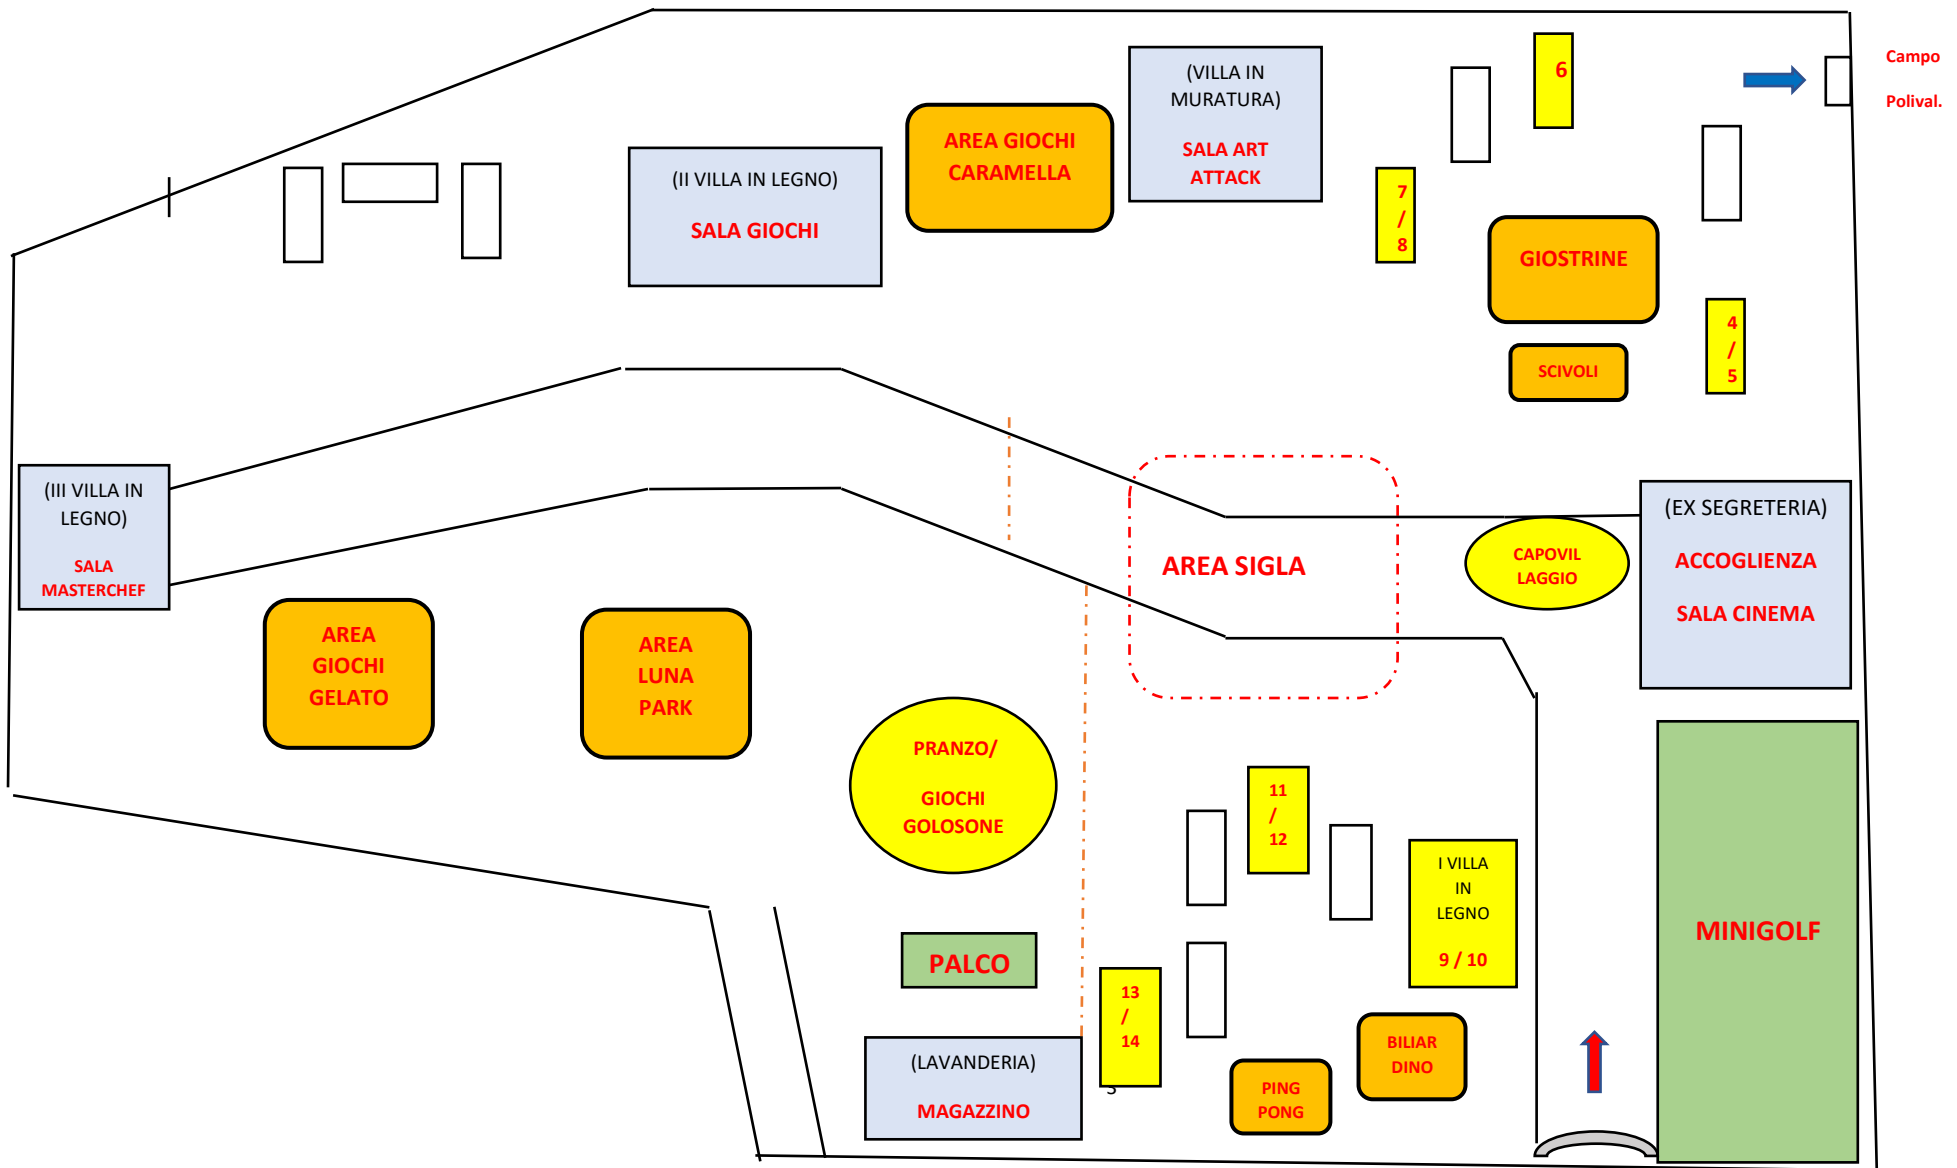 Campo
Polival.
6
(VILLA IN
MURATURA)
SALA ART
ATTACK
AREA GIOCHI
CARAMELLA
(II VILLA IN LEGNO)
SALA GIOCHI
7
/
8
GIOSTRINE
4
/
5
SCIVOLI
(III VILLA IN
LEGNO)
SALA
MASTERCHEF
AREA SIGLA
CAPOVIL
LAGGIO
(EX SEGRETERIA)
ACCOGLIENZA
SALA CINEMA
AREA
GIOCHI
GELATO
AREA
LUNA
PARK
PRANZO/
GIOCHI
GOLOSONE
11
/
12
I VILLA
IN
LEGNO
9 / 10
MINIGOLF
PALCO
13
/
14
BILIAR
DINO
(LAVANDERIA)
MAGAZZINO
PING
PONG